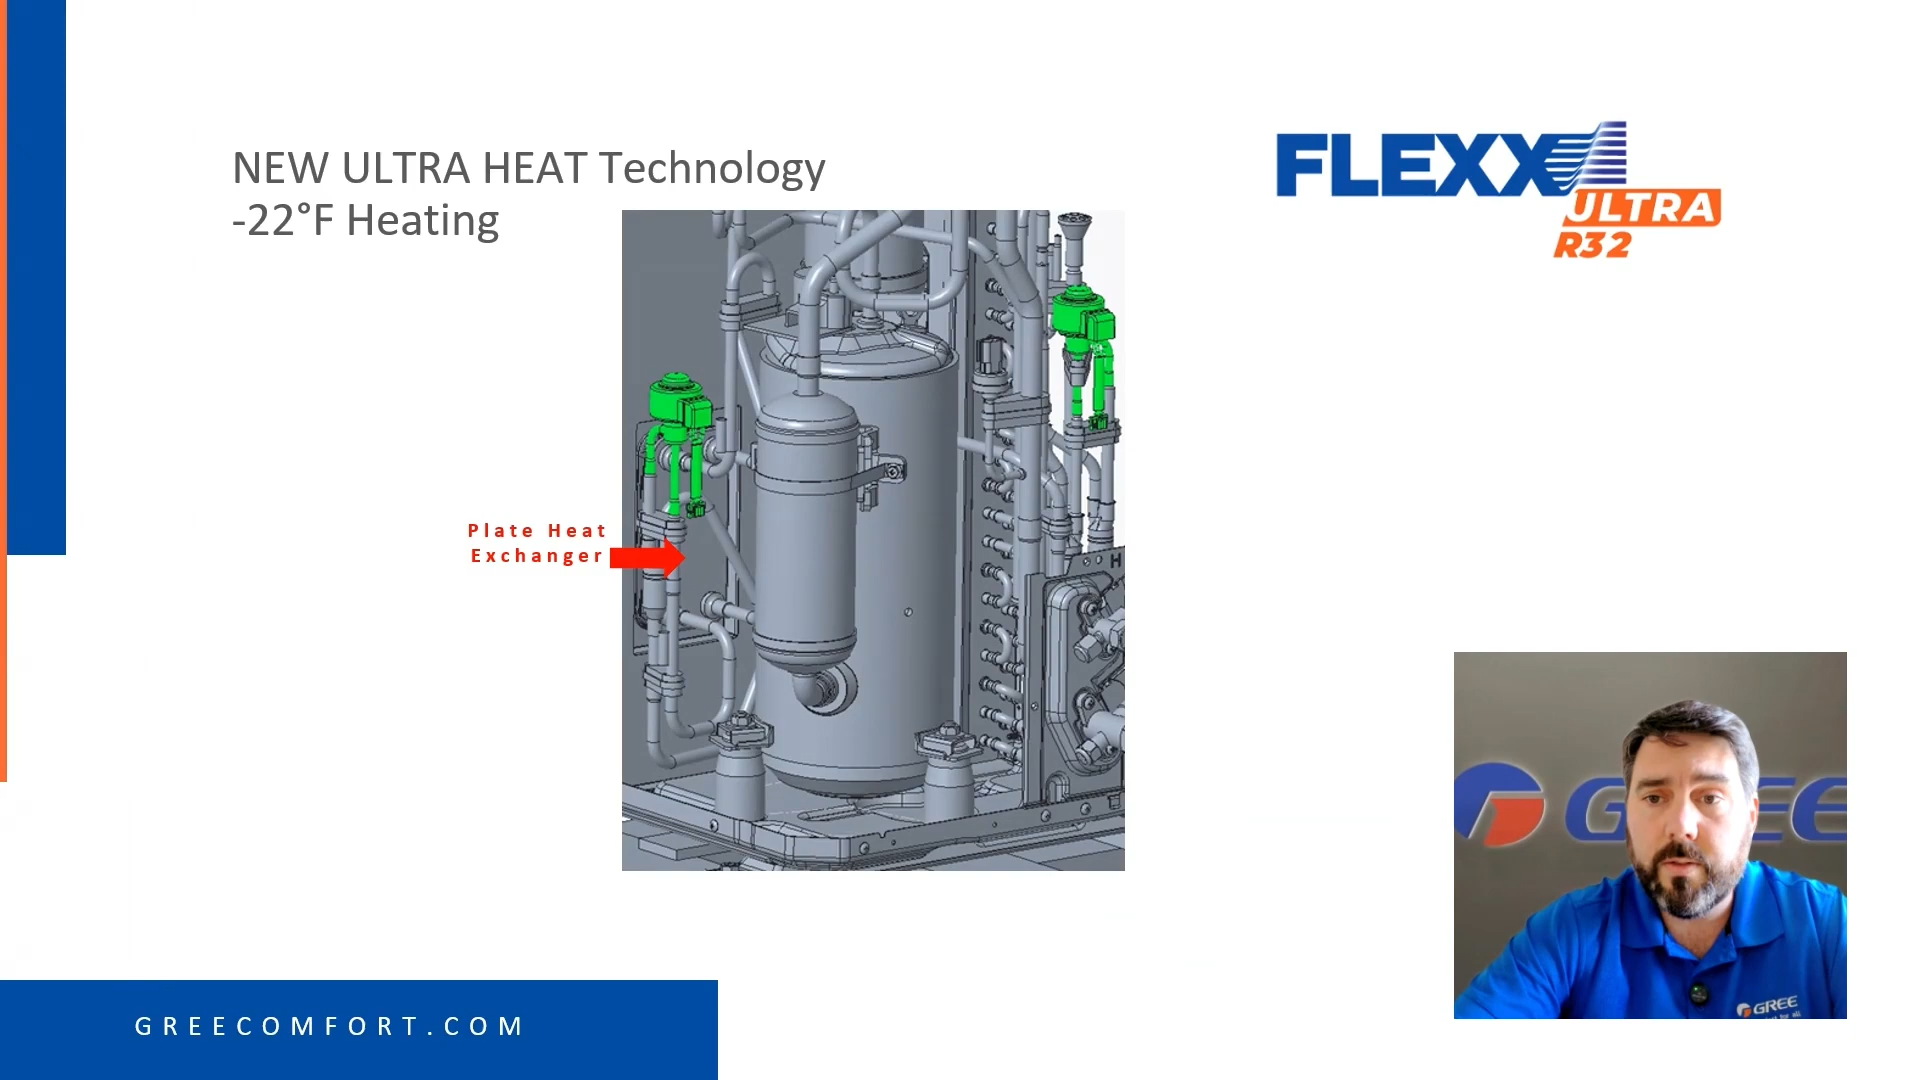 NEW ULTRA HEAT Technology
-22°F Heating
FLEXX
ULTRA
R32
Plate Heat
Exchanger
H
GREE
GREE
GREECOMFORT.COM